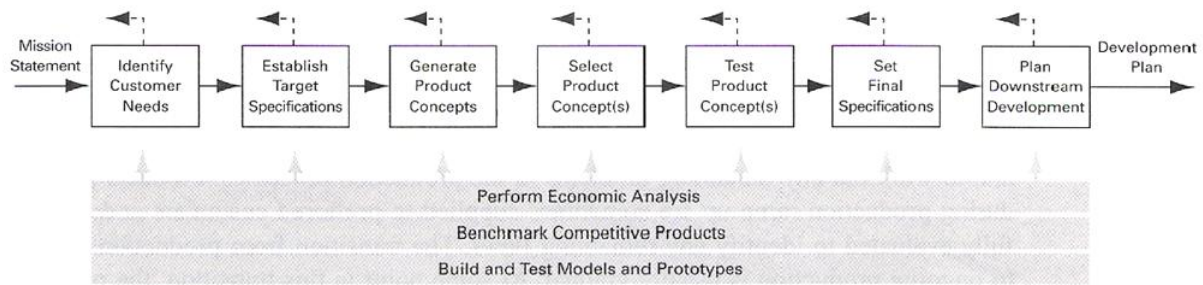 Mission
Statement
Identify
Customer
Needs
Establish
Target
Specifications
Generate
Product
Concepts
Select
Product
Concept(s)
Test
Product
Concept(s)
Set
Final
Specifications
Plan
Downstream
Development
Development
Plan
Perform Economic Analysis
Benchmark Competitive Products
Build and Test Models and Prototypes